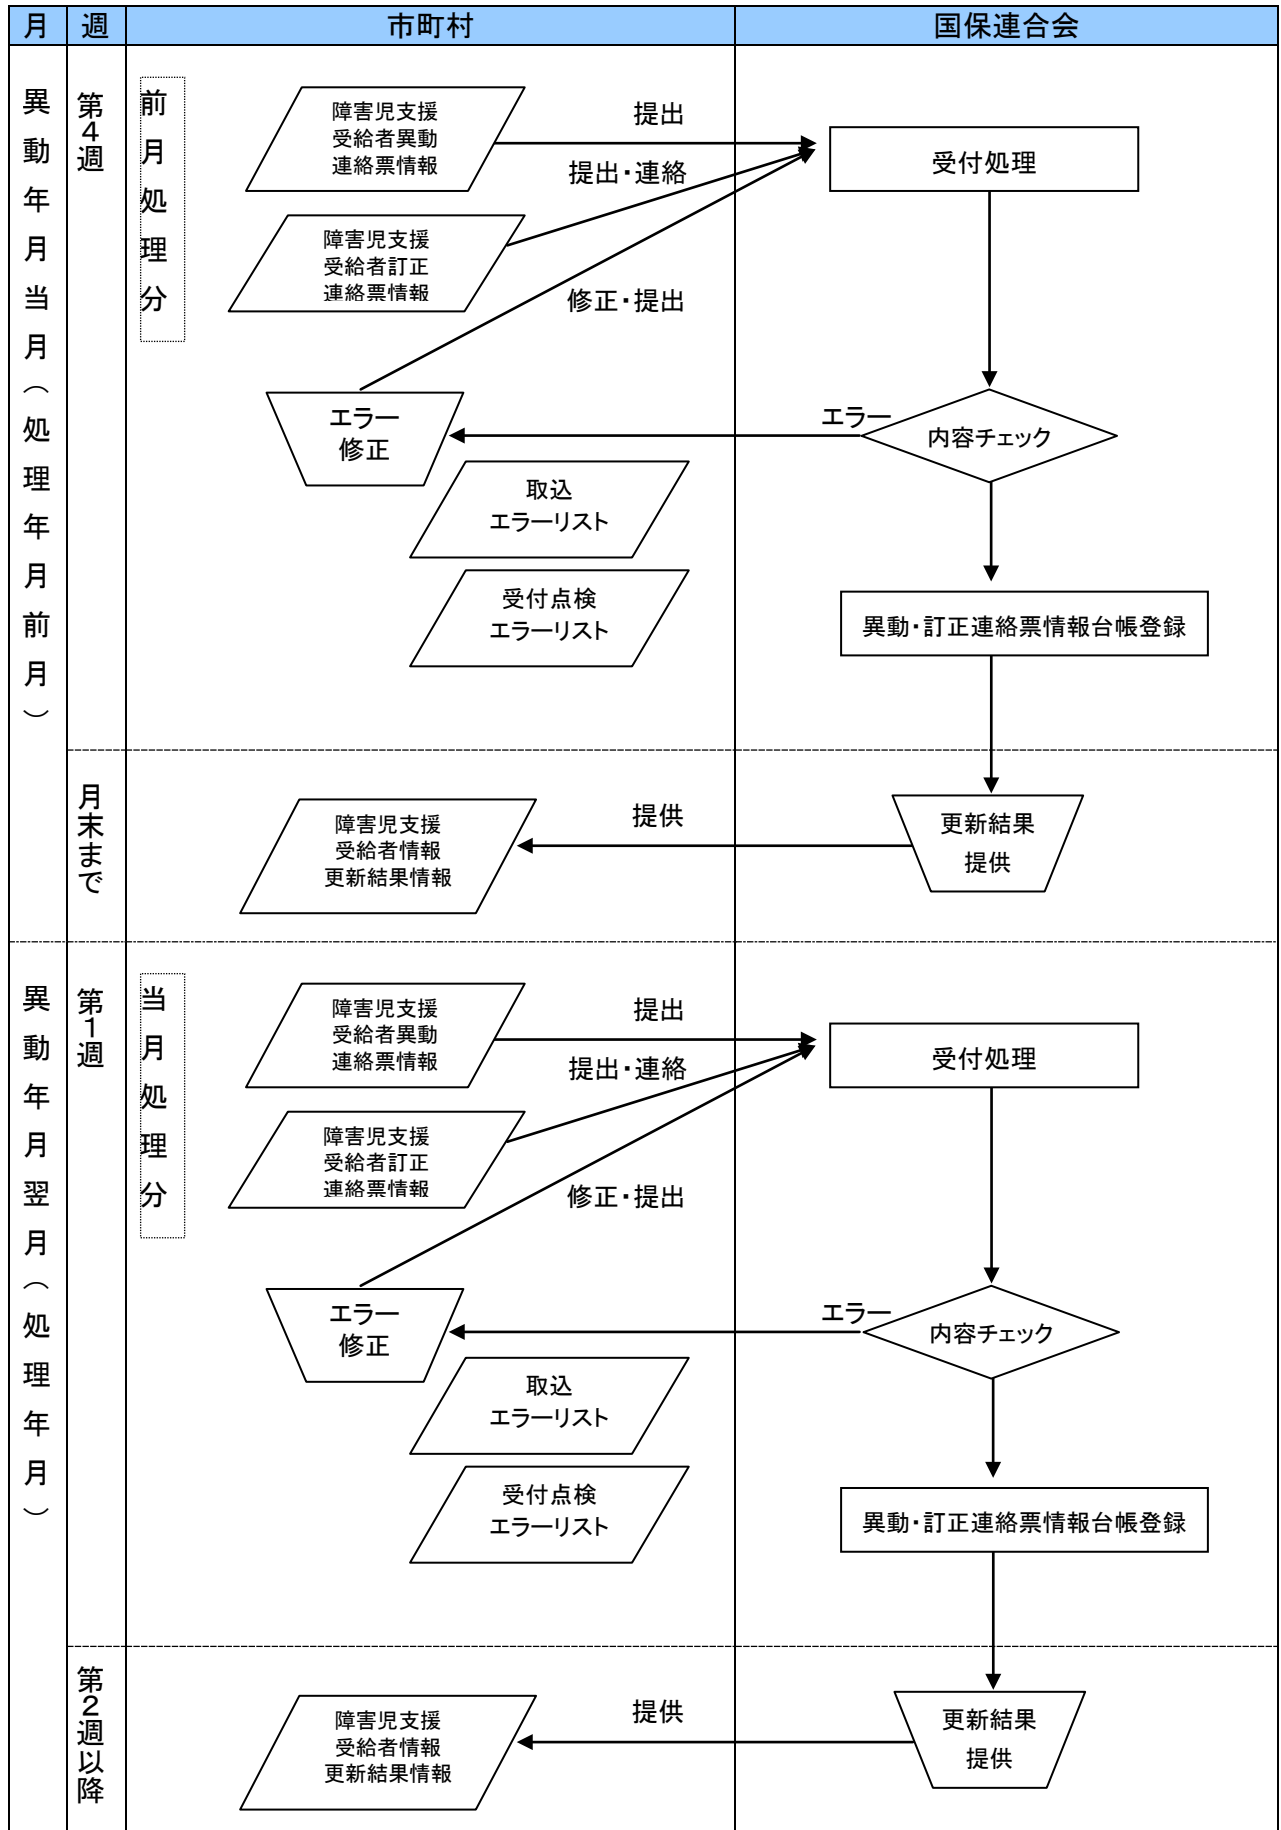 月
週
市町村
国保連合会
異動年月当月（処理年月前月）
第４週
前月処理分
障害児支援
受給者異動
連絡票情報
提出
受付処理
提出・連絡
障害児支援
受給者訂正
連絡票情報
修正・提出
エラー
修正
エラー
内容チェック
取込
エラーリスト
受付点検
エラーリスト
異動・訂正連絡票情報台帳登録
月末まで
障害児支援
受給者情報
更新結果情報
提供
更新結果
提供
異動年月翌月（処理年月）
第１週
当月処理分
障害児支援
受給者異動
連絡票情報
提出
受付処理
提出・連絡
障害児支援
受給者訂正
連絡票情報
修正・提出
エラー
修正
エラー
内容チェック
取込
エラーリスト
受付点検
エラーリスト
異動・訂正連絡票情報台帳登録
第２週以降
障害児支援
受給者情報
更新結果情報
提供
更新結果
提供